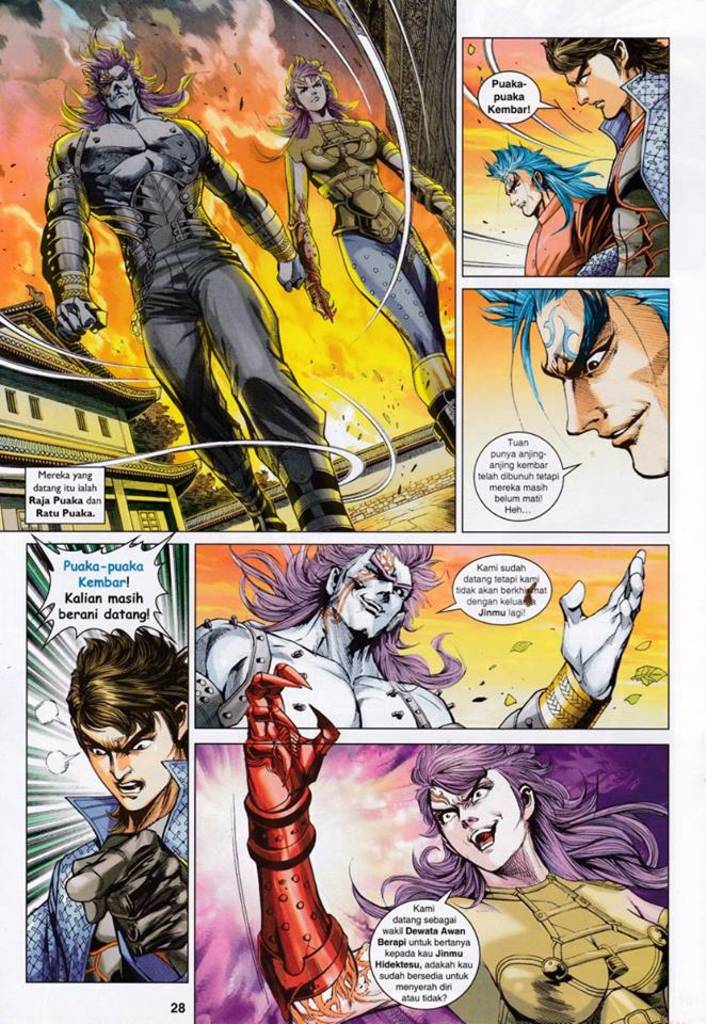 Mereka yang
datang itu ialah
Raja Puaka dan
Ratu Puaka.
Puaka-
puaka
Kembar!
Tuan
punya anjing-
anjing kembar
telah dibunuh tetapi
mereka masih
belum mati!
Heh...
Puaka-puaka
Kembar!
Kalian masih
berani datang!
Kami sudah
datang tetapi kami
tidak akan berkhidmat
dengan keluarga
Jinmu lagi!
Kami
datang sebagai
wakil Dewata Awan
Berapi untuk bertanya
kepada kau Jinmu
Hidektesu, adakah kau
sudah bersedia untuk
menyerah diri
atau tidak?
28